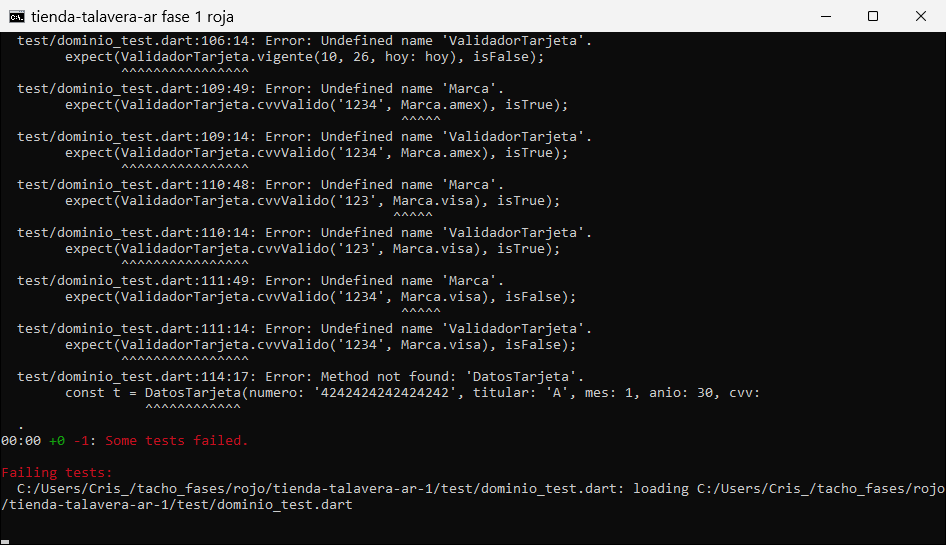 tienda-talavera-ar fase 1 roja
test/dominio_test.dart:106:14: Error: Undefined name 'ValidadorTarjeta'.
expect(ValidadorTarjeta.vigente(10, 26, hoy: hoy), isFalse);
^^^^^^^^^^^^^^^^
test/dominio_test.dart:109:49: Error: Undefined name 'Marca'.
expect(ValidadorTarjeta.cvvValido('1234', Marca.amex), isTrue);
^^^^^
test/dominio_test.dart:109:14: Error: Undefined name 'ValidadorTarjeta'.
expect(ValidadorTarjeta.cvvValido('1234', Marca.amex), isTrue);
^^^^^^^^^^^^^^^^
test/dominio_test.dart:110:48: Error: Undefined name 'Marca'.
expect(ValidadorTarjeta.cvvValido('123', Marca.visa), isTrue);
^^^^^
test/dominio_test.dart:110:14: Error: Undefined name 'ValidadorTarjeta'.
expect(ValidadorTarjeta.cvvValido('123', Marca.visa), isTrue);
^^^^^^^^^^^^^^^^
test/dominio_test.dart:111:49: Error: Undefined name 'Marca'.
expect(ValidadorTarjeta.cvvValido('1234', Marca.visa), isFalse);
^^^^^
test/dominio_test.dart:111:14: Error: Undefined name 'ValidadorTarjeta'.
expect(ValidadorTarjeta.cvvValido('1234', Marca.visa), isFalse);
^^^^^^^^^^^^^^^^
test/dominio_test.dart:114:17: Error: Method not found: 'DatosTarjeta'.
const t = DatosTarjeta(numero: '4242424242424242', titular: 'A', mes: 1, anio: 30, cvv:
^^^^^^^^^^^^
.
00:00 +0 -1: Some tests failed.
Failing tests:
C:/Users/Cris_/tacho_fases/rojo/tienda-talavera-ar-1/test/dominio_test.dart: loading C:/Users/Cris_/tacho_fases/rojo
/tienda-talavera-ar-1/test/dominio_test.dart